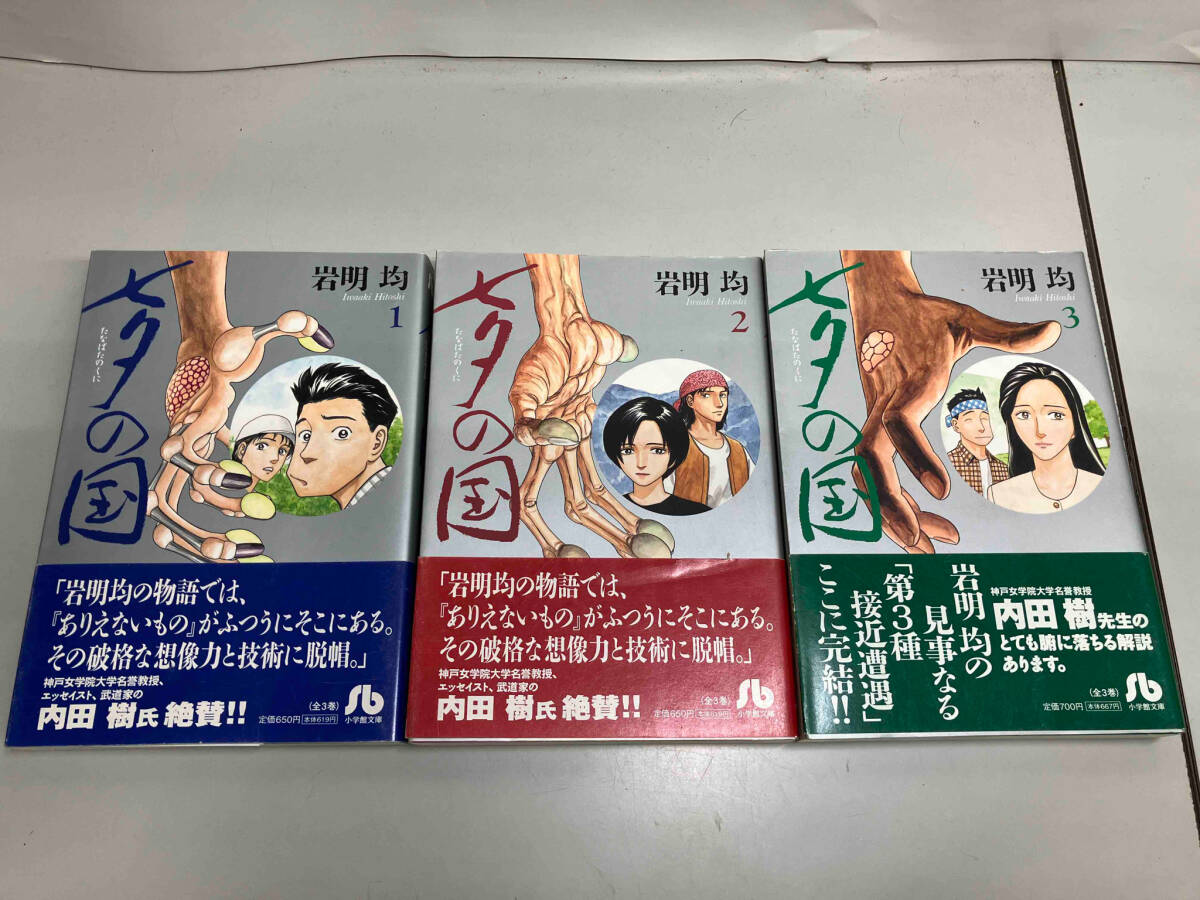 七夕の国
たなばたのくに
岩明 均
Iwaaki Hitoshi
1
「岩明均の物語では、
『ありえないもの』がふつうにそこにある。
その破格な想像力と技術に脱帽。」
神戸女学院大学名誉教授、
エッセイスト、武道家の
内田 樹氏 絶賛!!
〈全3巻〉
定価650円 本体619円
小学館文庫
七夕の国
たなばたのくに
岩明 均
Iwaaki Hitoshi
2
「岩明均の物語では、
『ありえないもの』がふつうにそこにある。
その破格な想像力と技術に脱帽。」
神戸女学院大学名誉教授、
エッセイスト、武道家の
内田 樹氏 絶賛!!
〈全3巻〉
定価650円 本体619円
小学館文庫
七夕の国
たなばたのくに
岩明 均
Iwaaki Hitoshi
3
岩明 均の
見事なる
「第3種
接近遭遇」
ここに完結!!
神戸女学院大学名誉教授
内田 樹先生の
とても腑に落ちる解説
あります。
〈全3巻〉
定価700円 本体667円
小学館文庫